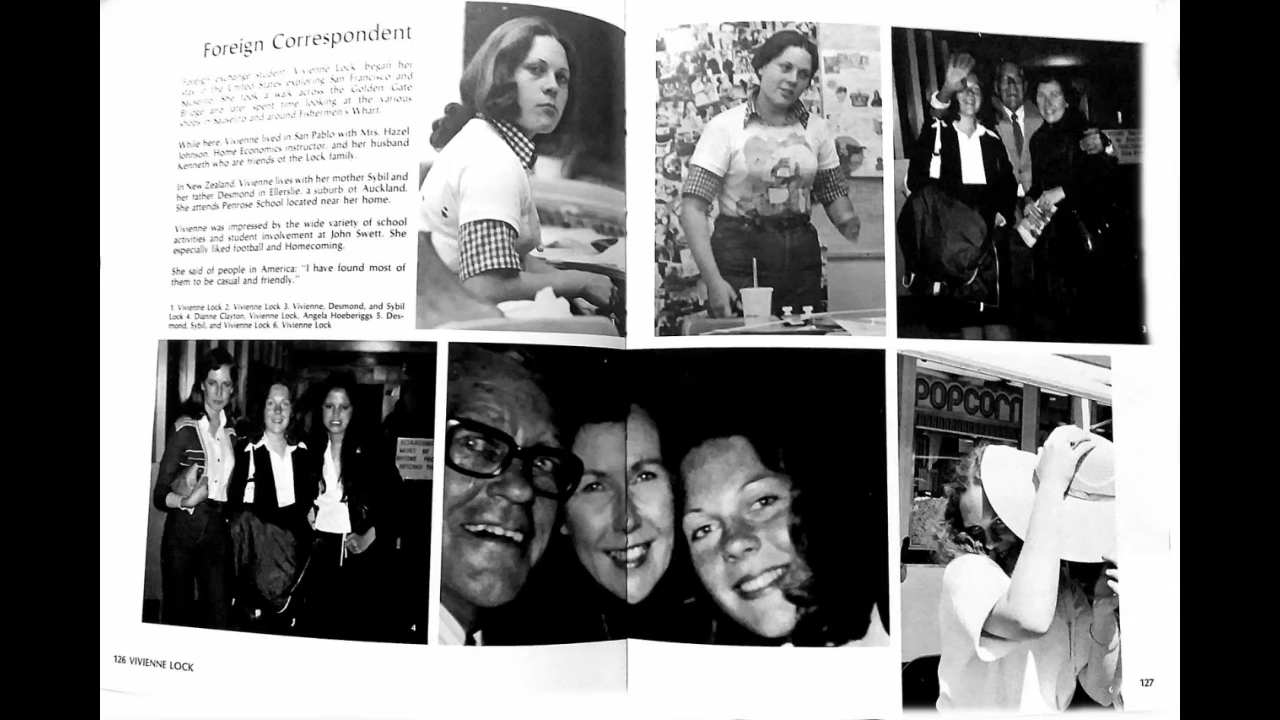 Foreign Correspondent
Foreign exchange student, Vivienne Lock, began her
stay in the United States exploring San Francisco and
Sausalito. She took a walk across the Golden Gate
Bridge and later spent time looking at the various
shops in Sausalito and around Fishermen's Wharf.
While here, Vivienne lived in San Pablo with Mrs. Hazel
Johnson, Home Economics instructor, and her husband
Kenneth who are friends of the Lock family.
In New Zealand, Vivienne lives with her mother Sybil and
her father Desmond in Ellerslie, a suburb of Auckland.
She attends Penrose School located near her home.
Vivienne was impressed by the wide variety of school
activities and student involvement at John Swett. She
especially liked football and Homecoming.
She said of people in America: "I have found most of
them to be casual and friendly."
1. Vivienne Lock 2. Vivienne Lock 3. Vivienne, Desmond, and Sybil
Lock 4. Dianne Clayton, Vivienne Lock, Angela Hoeberiggs 5. Des-
mond, Sybil, and Vivienne Lock 6. Vivienne Lock
3
BOARDING
MUST BE
BEYOND
BEYOND
4
POPCORN
6
126 VIVIENNE LOCK
127